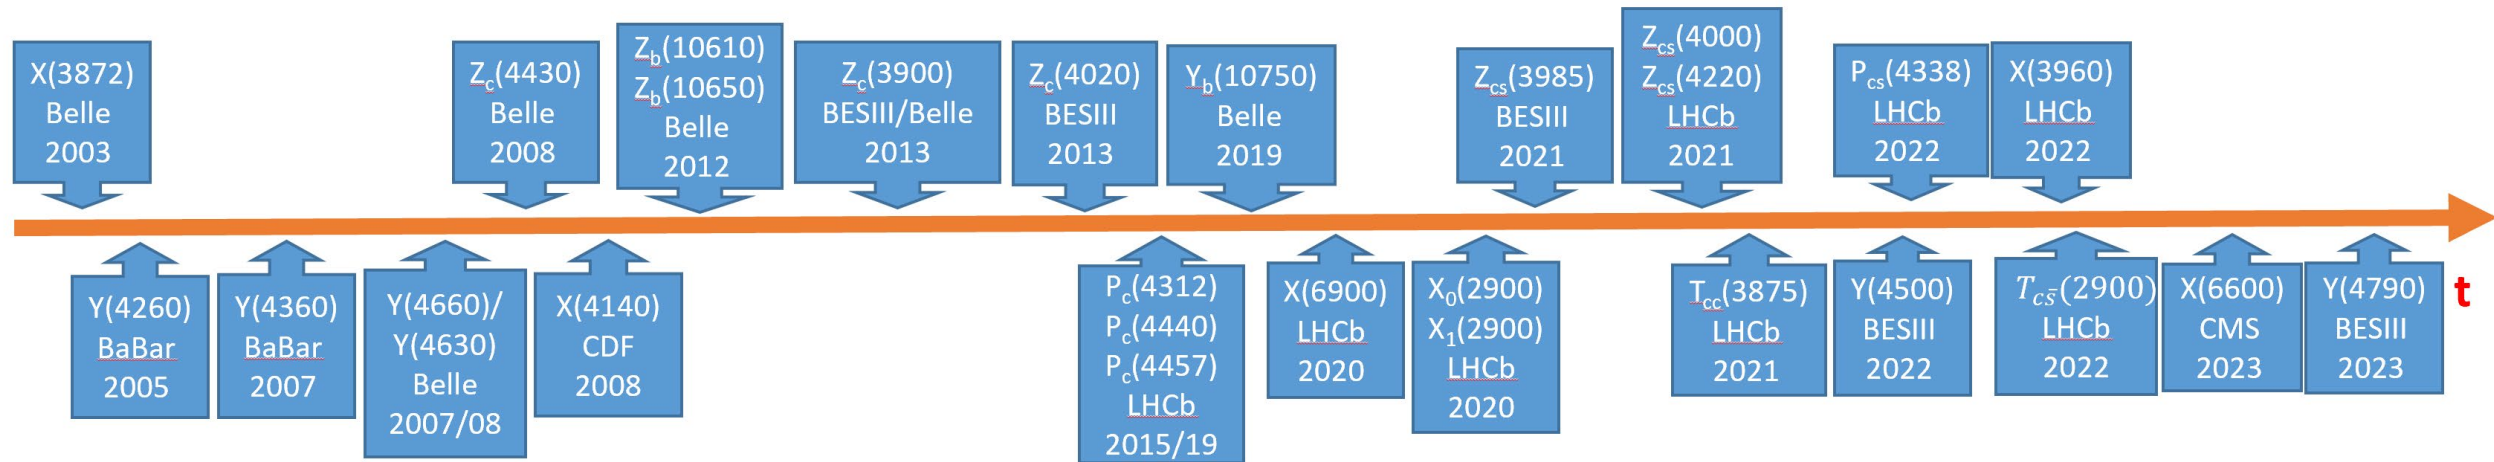 X(3872)
Belle
2003
Z_c(4430)
Belle
2008
Z_b(10610)
Z_b(10650)
Belle
2012
Z_c(3900)
BESIII/Belle
2013
Z_c(4020)
BESIII
2013
Y_b(10750)
Belle
2019
Z_cs(3985)
BESIII
2021
Z_cs(4000)
Z_cs(4220)
LHCb
2021
P_cs(4338)
LHCb
2022
X(3960)
LHCb
2022
Y(4260)
BaBar
2005
Y(4360)
BaBar
2007
Y(4660)/
Y(4630)
Belle
2007/08
X(4140)
CDF
2008
P_c(4312)
P_c(4440)
P_c(4457)
LHCb
2015/19
X(6900)
LHCb
2020
X_0(2900)
X_1(2900)
LHCb
2020
T_cc(3875)
LHCb
2021
Y(4500)
BESIII
2022
T_cs̄(2900)
LHCb
2022
X(6600)
CMS
2023
Y(4790)
BESIII
2023
t